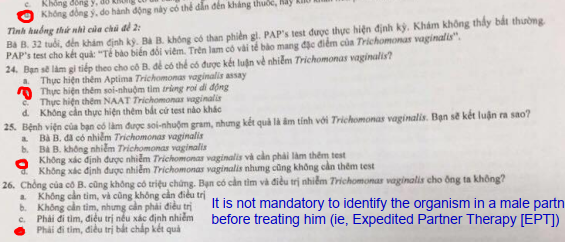 c. Không đồng ý, do không có
d. Không đồng ý, do hành động này có thể dẫn đến kháng thuốc, hay
Tình huống thứ nhì của chủ đề 2:
Bà B. 32 tuổi, đến khám định kỳ. Bà B. không có than phiền gì. PAP's test được thực hiện định kỳ. Khám không thấy bất thường.
PAP's test cho kết quả: "Tế bào biến đổi viêm. Trên lam có vài tế bào mang đặc điểm của Trichomonas vaginalis".
24. Bạn sẽ làm gì tiếp theo cho cô B. để có thể có được kết luận về nhiễm Trichomonas vaginalis?
a. Thực hiện thêm Aptima Trichomonas vaginalis assay
b. Thực hiện thêm soi-nhuộm tìm trùng roi di động
c. Thực hiện thêm NAAT Trichomonas vaginalis
d. Không cần thực hiện thêm bất cứ test nào khác
25. Bệnh viện của bạn có làm được soi-nhuộm gram, nhưng kết quả là âm tính với Trichomonas vaginalis. Bạn sẽ kết luận ra sao?
a. Bà B. đã có nhiễm Trichomonas vaginalis
b. Bà B. không nhiễm Trichomonas vaginalis
Không xác định được nhiễm Trichomonas vaginalis và cần phải làm thêm test
d. Không xác định được nhiễm Trichomonas vaginalis nhưng cũng không cần thêm test
26. Chồng của cô B. cũng không có triệu chứng. Bạn có cần tìm và điều trị nhiễm Trichomonas vaginalis cho ông ta không?
a. Không cần tìm, và cũng không cần điều trị
b. Không cần tìm, nhưng cần phải điều trị
c. Phải đi tìm, điều trị nếu xác định nhiễm
Phải đi tìm, điều trị bất chấp kết quả
It is not mandatory to identify the organism in a male partn
before treating him (ie, Expedited Partner Therapy [EPT])